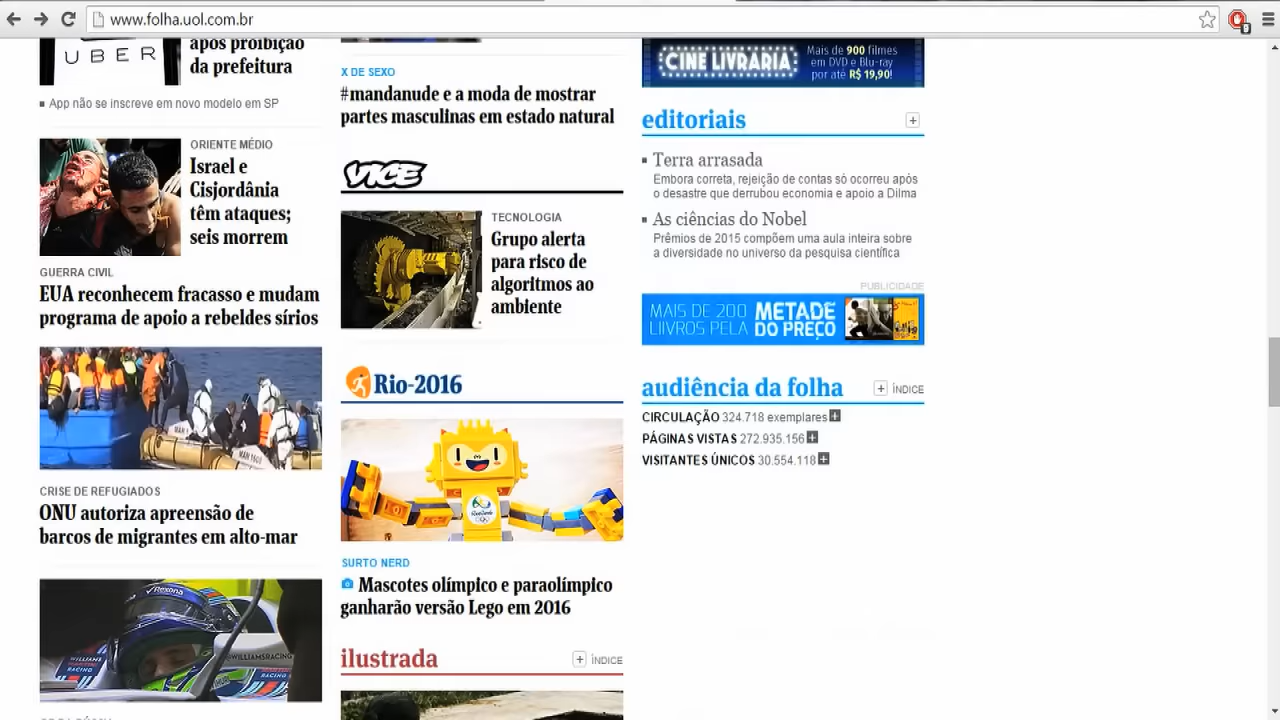 www.folha.uol.com.br
UBER
após proibição
da prefeitura
App não se inscreve em novo modelo em SP
ORIENTE MÉDIO
Israel e
Cisjordânia
têm ataques;
seis morrem
GUERRA CIVIL
EUA reconhecem fracasso e mudam
programa de apoio a rebeldes sírios
CRISE DE REFUGIADOS
ONU autoriza apreensão de
barcos de migrantes em alto-mar
Rexona
WILLIAMS
RACING
WILLIAMSRACING
X DE SEXO
#mandanude e a moda de mostrar
partes masculinas em estado natural
VICE
TECNOLOGIA
Grupo alerta
para risco de
algoritmos ao
ambiente
Rio-2016
SURTO NERD
Mascotes olímpico e paraolímpico
ganharão versão Lego em 2016
ilustrada
+ ÍNDICE
CINE LIVRARIA
Mais de 900 filmes
em DVD e Blu-ray
por até R$ 19,90!
editoriais
+
Terra arrasada
Embora correta, rejeição de contas só ocorreu após
o desastre que derrubou economia e apoio a Dilma
As ciências do Nobel
Prêmios de 2015 compõem uma aula inteira sobre
a diversidade no universo da pesquisa científica
PUBLICIDADE
MAIS DE 200
LIIVROS PELA
METADE
DO PREÇO
audiência da folha
+ ÍNDICE
CIRCULAÇÃO 324.718 exemplares +
PÁGINAS VISTAS 272.935.156 +
VISITANTES ÚNICOS 30.554.118 +